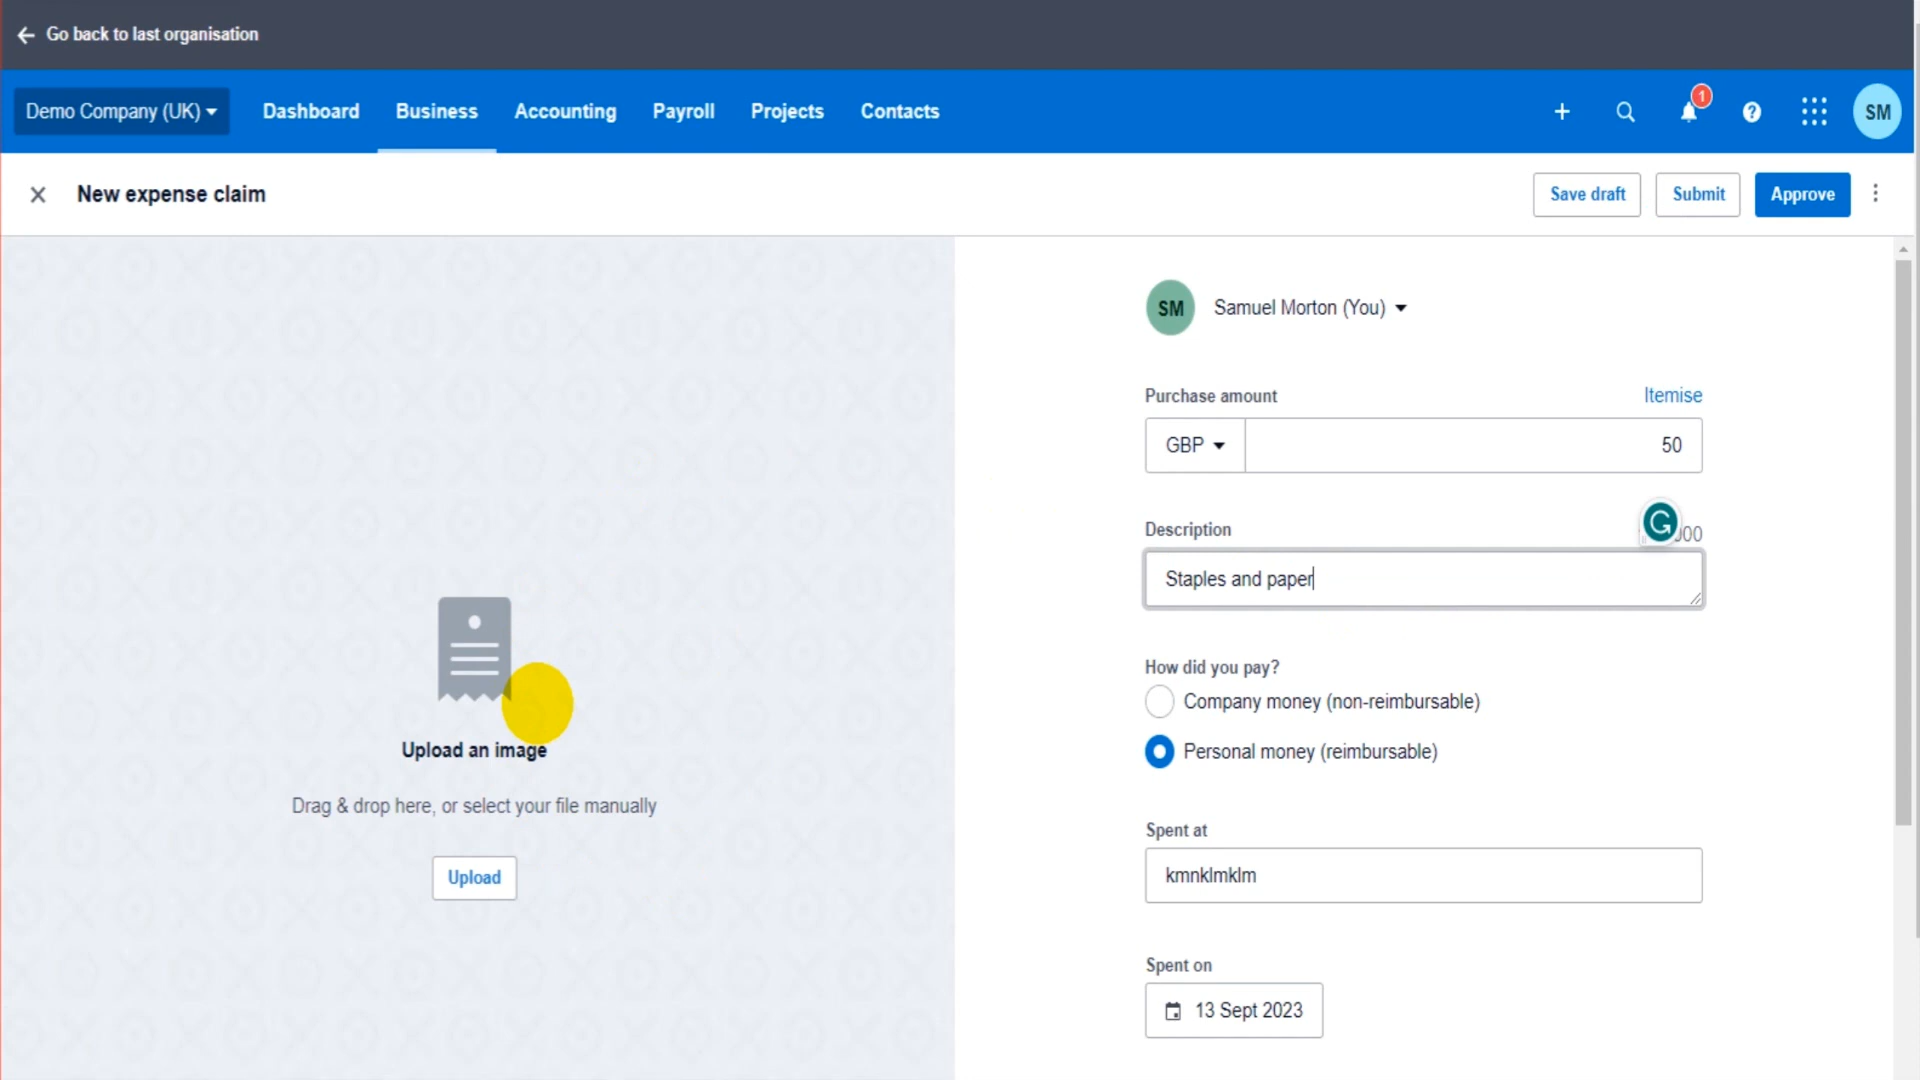 Go back to last organisation
Demo Company (UK)
Dashboard
Business
Accounting
Payroll
Projects
Contacts
1
SM
New expense claim
Save draft
Submit
Approve
SM
Samuel Morton (You)
Purchase amount
Itemise
GBP
50
Description
Staples and paper
How did you pay?
Company money (non-reimbursable)
Personal money (reimbursable)
Upload an image
Drag & drop here, or select your file manually
Upload
Spent at
kmnklmklm
Spent on
13 Sept 2023